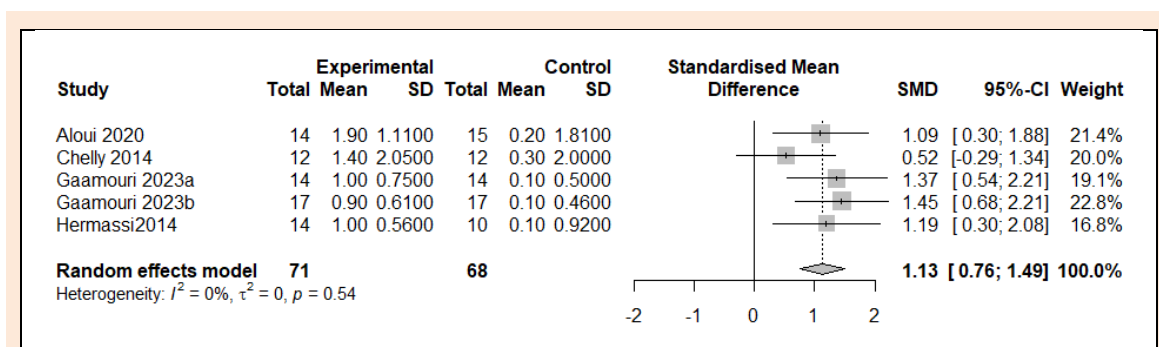 Experimental Control Standardised Mean
Study Total Mean SD Total Mean SD Difference SMD 95%-CI Weight
Aloui 2020 14 1.90 1.1100 15 0.20 1.8100 1.09 [ 0.30; 1.88] 21.4%
Chelly 2014 12 1.40 2.0500 12 0.30 2.0000 0.52 [-0.29; 1.34] 20.0%
Gaamouri 2023a 14 1.00 0.7500 14 0.10 0.5000 1.37 [ 0.54; 2.21] 19.1%
Gaamouri 2023b 17 0.90 0.6100 17 0.10 0.4600 1.45 [ 0.68; 2.21] 22.8%
Hermassi2014 14 1.00 0.5600 10 0.10 0.9200 1.19 [ 0.30; 2.08] 16.8%
Random effects model 71 68 1.13 [ 0.76; 1.49] 100.0%
Heterogeneity: I² = 0%, τ² = 0, p = 0.54
-2 -1 0 1 2